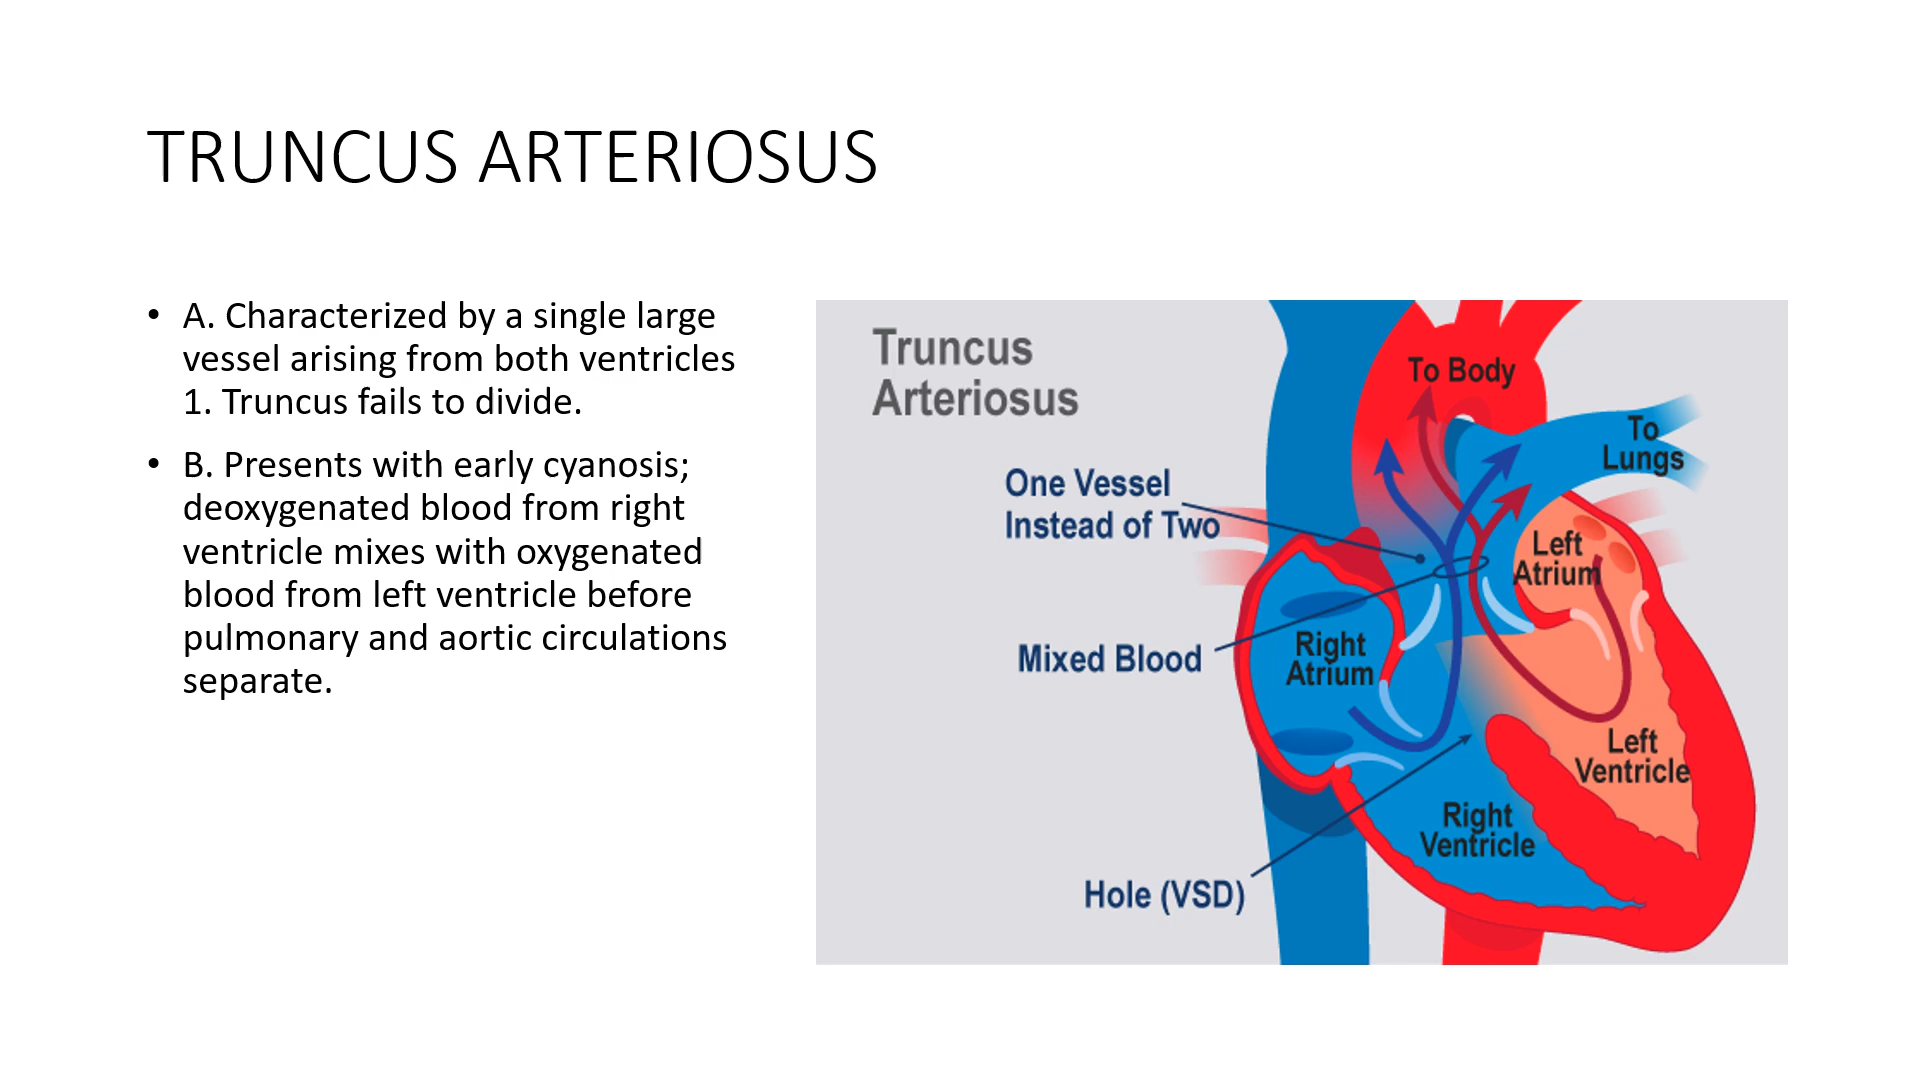 TRUNCUS ARTERIOSUS
• A. Characterized by a single large
vessel arising from both ventricles
1. Truncus fails to divide.
• B. Presents with early cyanosis;
deoxygenated blood from right
ventricle mixes with oxygenated
blood from left ventricle before
pulmonary and aortic circulations
separate.
Truncus
Arteriosus
To Body
To
Lungs
One Vessel
Instead of Two
Left
Atrium
Mixed Blood
Right
Atrium
Left
Ventricle
Right
Ventricle
Hole (VSD)